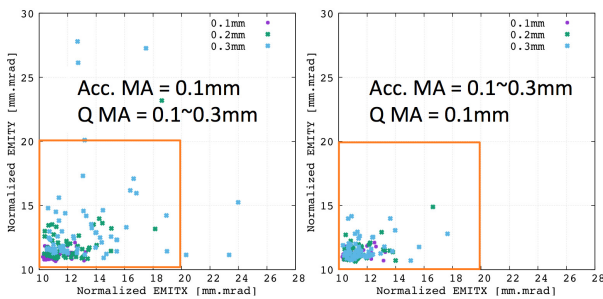 30
25
20
15
10
Normalized EMITY [mm.mrad]
0.1mm
0.2mm
0.3mm
Acc. MA = 0.1mm
Q MA = 0.1~0.3mm
10 12 14 16 18 20 22 24 26 28
Normalized EMITX [mm.mrad]
30
25
20
15
10
Normalized EMITY [mm.mrad]
0.1mm
0.2mm
0.3mm
Acc. MA = 0.1~0.3mm
Q MA = 0.1mm
10 12 14 16 18 20 22 24 26 28
Normalized EMITX [mm.mrad]